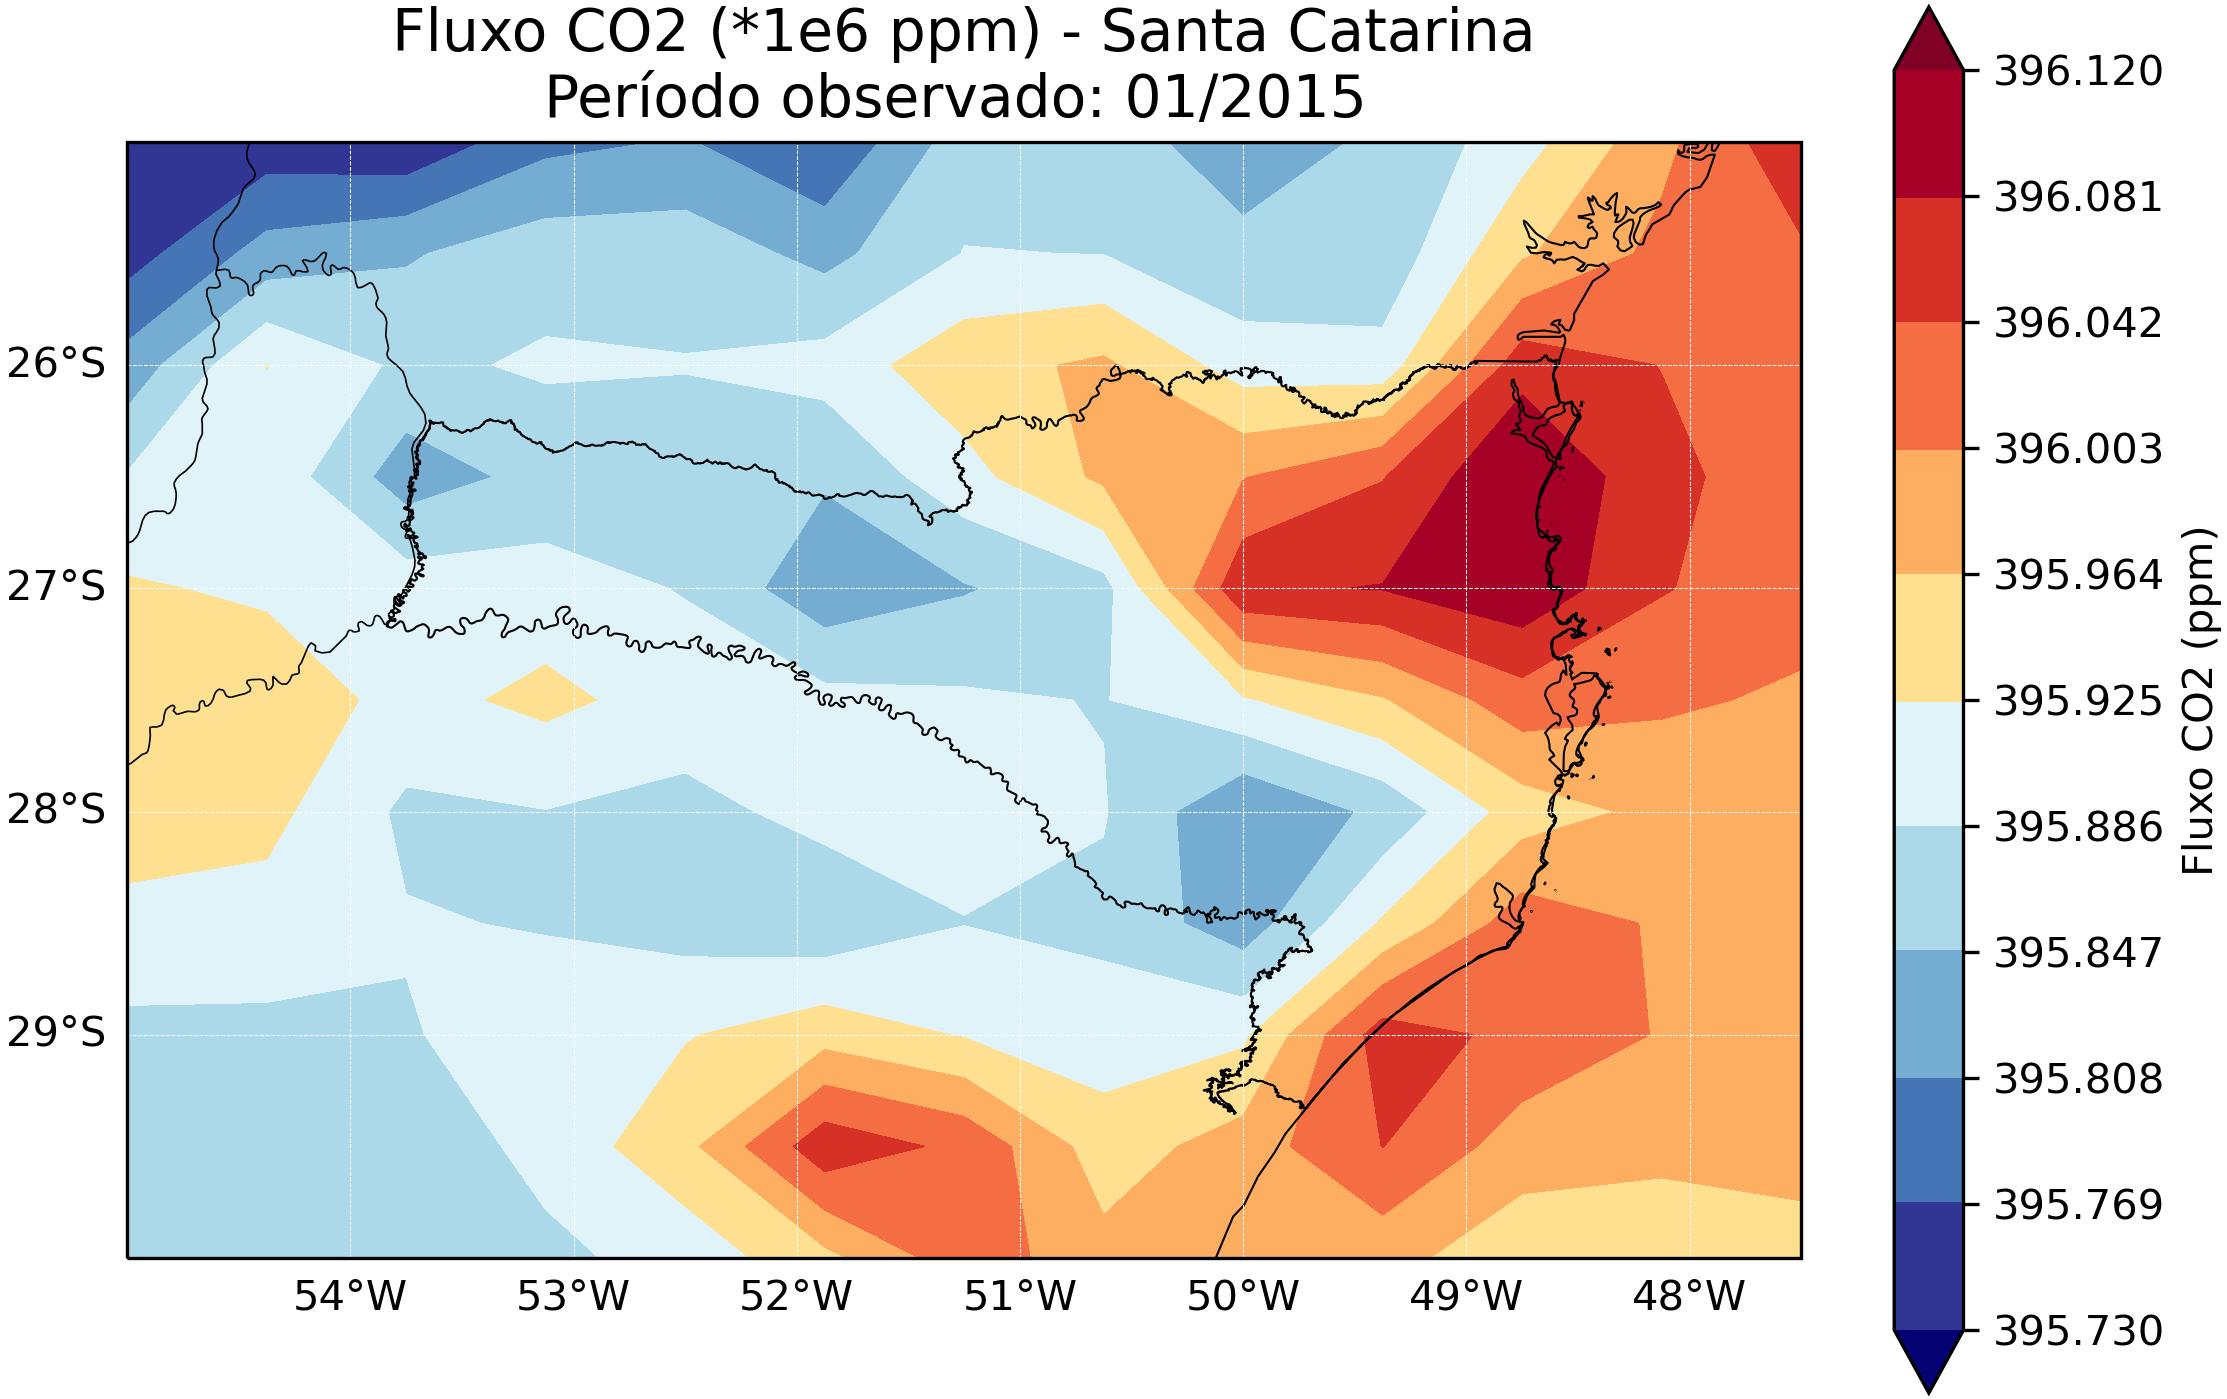 Fluxo CO2 (*1e6 ppm) - Santa Catarina
Período observado: 01/2015
26°S
27°S
28°S
29°S
54°W
53°W
52°W
51°W
50°W
49°W
48°W
396.120
396.081
396.042
396.003
395.964
395.925
395.886
395.847
395.808
395.769
395.730
Fluxo CO2 (ppm)